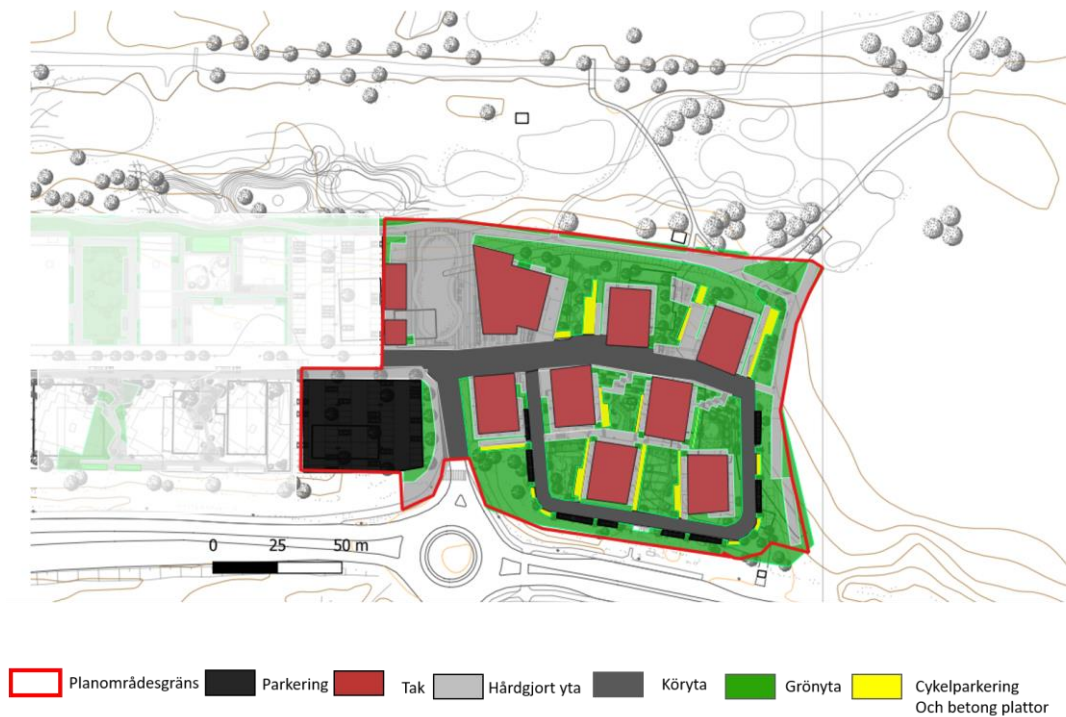 0 25 50 m
Planområdesgräns Parkering Tak Hårdgjort yta Köryta Grönyta Cykelparkering
Och betong plattor